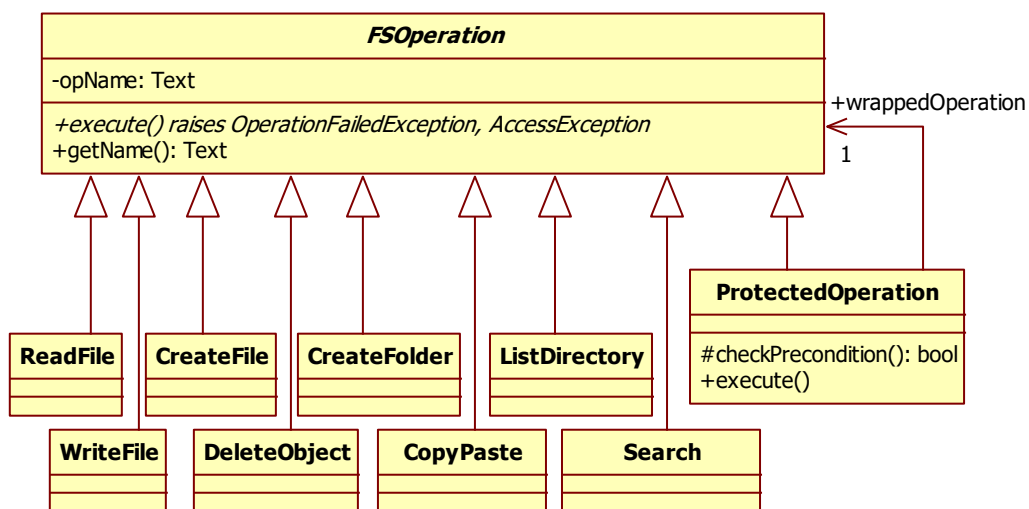 FSOperation
-opName: Text
+execute() raises OperationFailedException, AccessException
+getName(): Text
+wrappedOperation
1
ProtectedOperation
#checkPrecondition(): bool
+execute()
ReadFile
CreateFile
CreateFolder
ListDirectory
WriteFile
DeleteObject
CopyPaste
Search